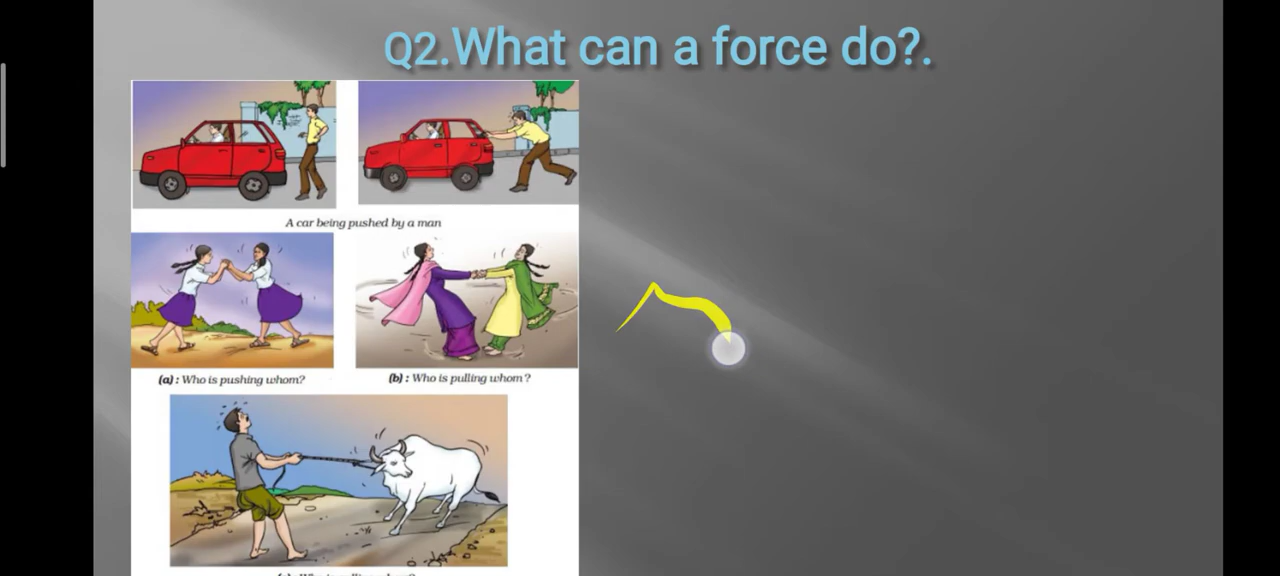 Q2.What can a force do?.
A car being pushed by a man
(a) : Who is pushing whom?
(b) : Who is pulling whom?